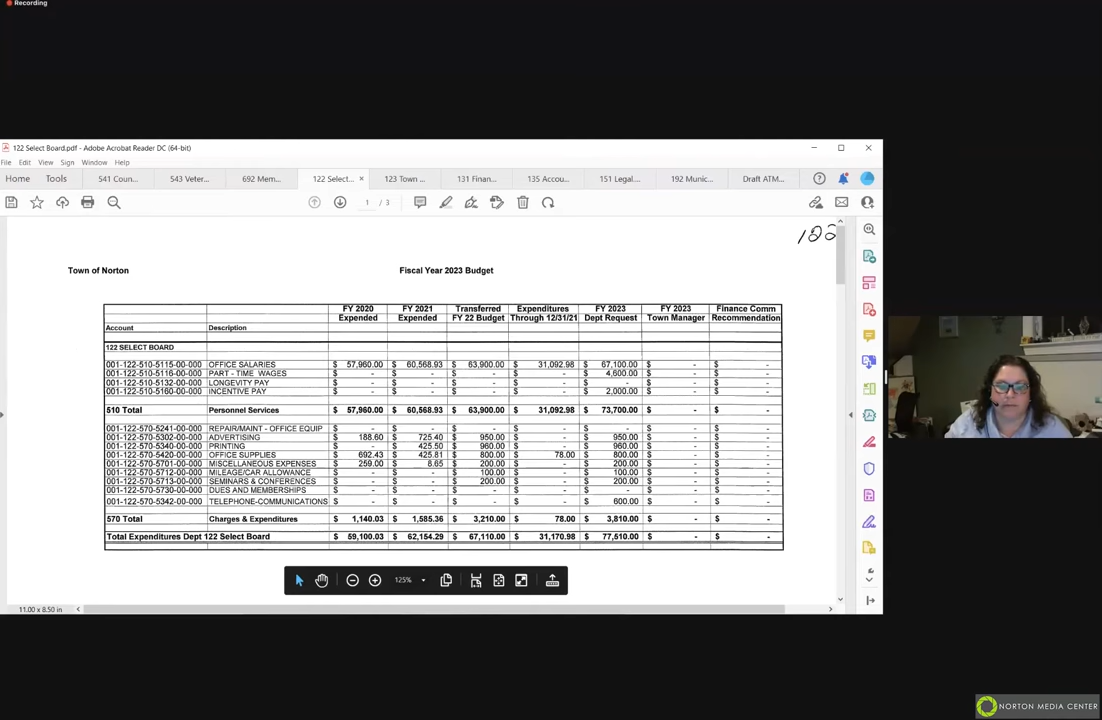 Recording
122 Select Board.pdf - Adobe Acrobat Reader DC (64-bit)
File Edit View Sign Window Help
Home Tools 541 Coun... 543 Veter... 692 Mem... 122 Select... × 123 Town ... 131 Finan... 135 Accou... 151 Legal.... 192 Munic... Draft ATM...
1 / 3
122
Town of Norton Fiscal Year 2023 Budget
FY 2020 FY 2021 Transferred Expenditures FY 2023 FY 2023 Finance Comm
Expended Expended FY 22 Budget Through 12/31/21 Dept Request Town Manager Recommendation
Account Description
122 SELECT BOARD
001-122-510-5115-00-000 OFFICE SALARIES $ 57,960.00 $ 60,568.93 $ 63,900.00 $ 31,092.98 $ 67,100.00 $ - $ -
001-122-510-5116-00-000 PART - TIME WAGES $ - $ - $ - $ - $ 4,600.00 $ - $ -
001-122-510-5132-00-000 LONGEVITY PAY $ - $ - $ - $ - $ - $ - $ -
001-122-510-5160-00-000 INCENTIVE PAY $ - $ - $ - $ - $ 2,000.00 $ - $ -
510 Total Personnel Services $ 57,960.00 $ 60,568.93 $ 63,900.00 $ 31,092.98 $ 73,700.00 $ - $ -
001-122-570-5241-00-000 REPAIR/MAINT - OFFICE EQUIP $ - $ - $ - $ - $ - $ - $ -
001-122-570-5302-00-000 ADVERTISING $ 188.60 $ 725.40 $ 950.00 $ - $ 950.00 $ - $ -
001-122-570-5340-00-000 PRINTING $ - $ 425.50 $ 960.00 $ - $ 960.00 $ - $ -
001-122-570-5420-00-000 OFFICE SUPPLIES $ 692.43 $ 425.81 $ 800.00 $ 78.00 $ 800.00 $ - $ -
001-122-570-5701-00-000 MISCELLANEOUS EXPENSES $ 259.00 $ 8.65 $ 200.00 $ - $ 200.00 $ - $ -
001-122-570-5712-00-000 MILEAGE/CAR ALLOWANCE $ - $ - $ 100.00 $ - $ 100.00 $ - $ -
001-122-570-5713-00-000 SEMINARS & CONFERENCES $ - $ - $ 200.00 $ - $ 200.00 $ - $ -
001-122-570-5730-00-000 DUES AND MEMBERSHIPS $ - $ - $ - $ - $ - $ - $ -
001-122-570-5342-00-000 TELEPHONE-COMMUNICATIONS $ - $ - $ - $ - $ 600.00 $ - $ -
570 Total Charges & Expenditures $ 1,140.03 $ 1,585.36 $ 3,210.00 $ 78.00 $ 3,810.00 $ - $ -
Total Expenditures Dept 122 Select Board $ 59,100.03 $ 62,154.29 $ 67,110.00 $ 31,170.98 $ 77,510.00 $ - $ -
125%
11.00 x 8.50 in
NORTON MEDIA CENTER